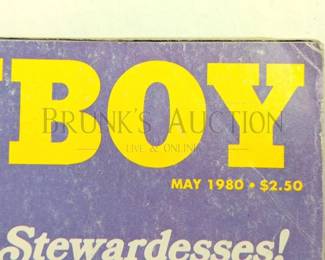 BOY
BRUNK'S AUCTION
LIVE & ONLINE
MAY 1980 • $2.50
Stewardesses!